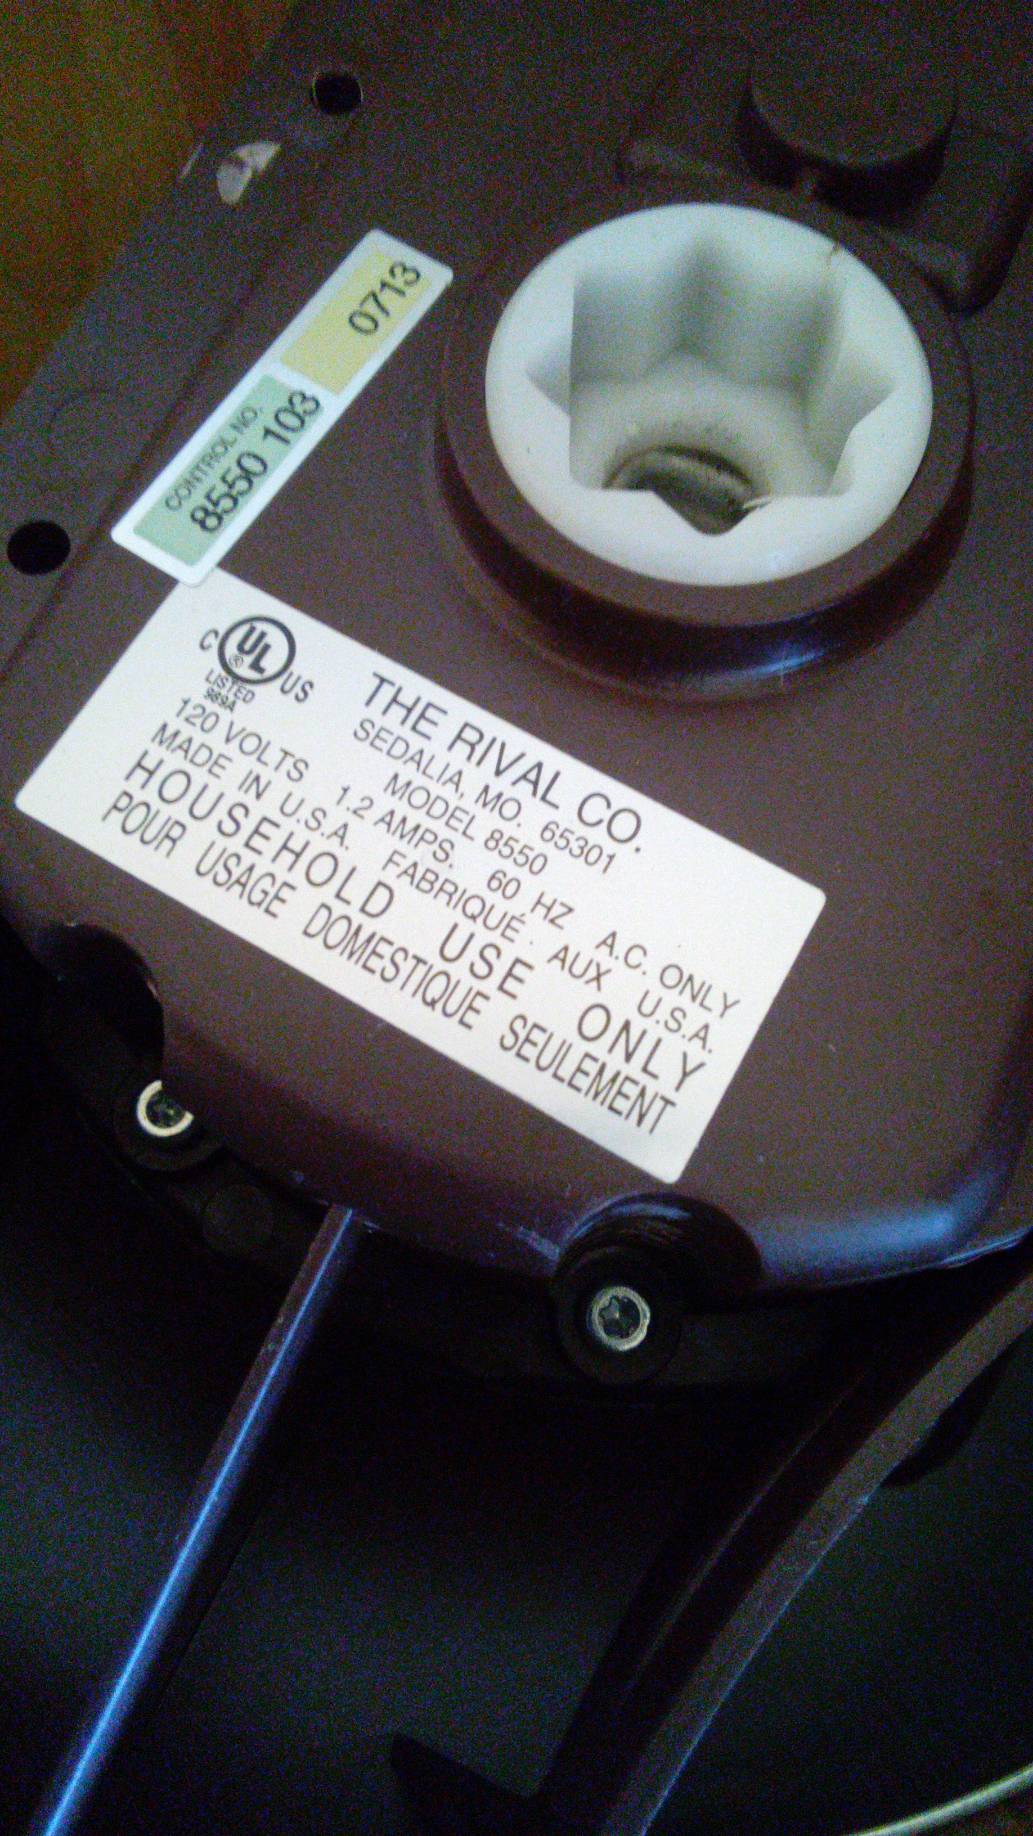 0713
CONTROL NO.
8550 103
C UL ® US
LISTED
989A
THE RIVAL CO.
SEDALIA, MO. 65301
MODEL 8550
120 VOLTS 1.2 AMPS. 60 HZ A.C. ONLY
MADE IN U.S.A. FABRIQUÉ AUX U.S.A.
HOUSEHOLD USE ONLY
POUR USAGE DOMESTIQUE SEULEMENT